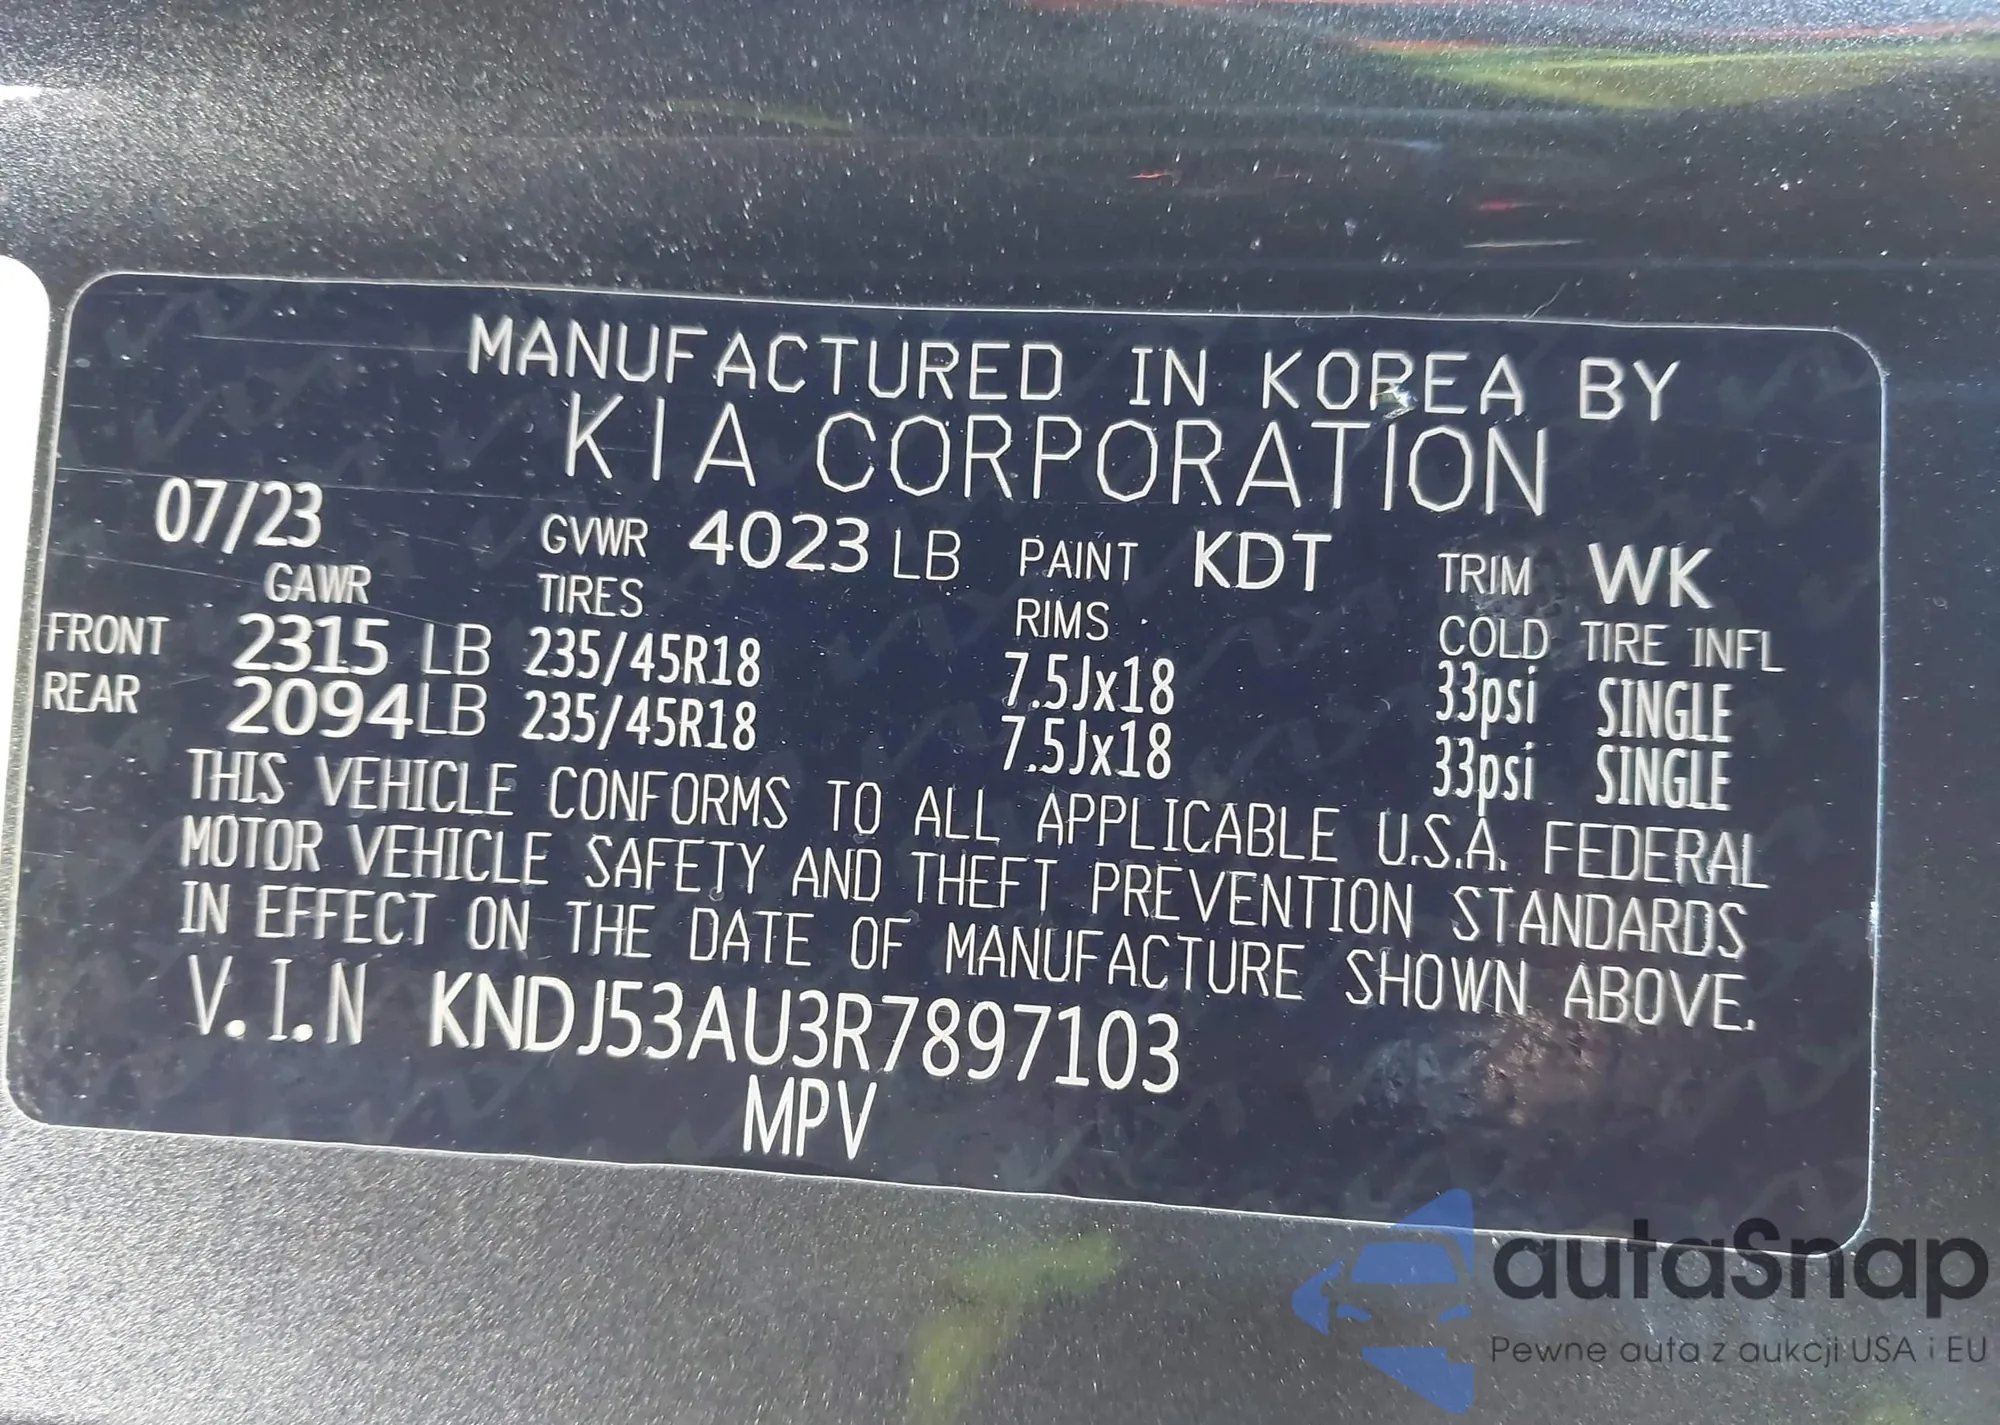 MANUFACTURED IN KOREA BY
KIA CORPORATION
07/23 GVWR 4023 LB PAINT KDT TRIM WK
GAWR TIRES RIMS COLD TIRE INFL
FRONT 2315 LB 235/45R18 7.5Jx18 33psi SINGLE
REAR 2094 LB 235/45R18 7.5Jx18 33psi SINGLE
THIS VEHICLE CONFORMS TO ALL APPLICABLE U.S.A. FEDERAL
MOTOR VEHICLE SAFETY AND THEFT PREVENTION STANDARDS
IN EFFECT ON THE DATE OF MANUFACTURE SHOWN ABOVE.
V.I.N KNDJ53AU3R7897103
MPV
autaSnap
Pewne auta z aukcji USA i EU